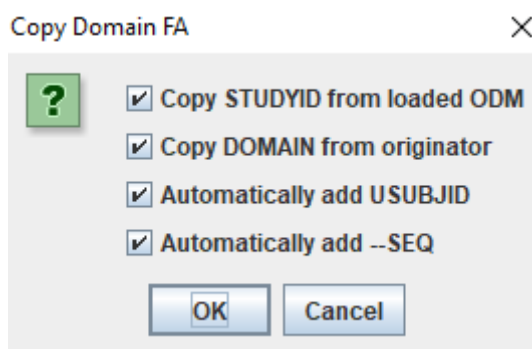 Copy Domain FA
Copy STUDYID from loaded ODM
Copy DOMAIN from originator
Automatically add USUBJID
Automatically add --SEQ
OK
Cancel